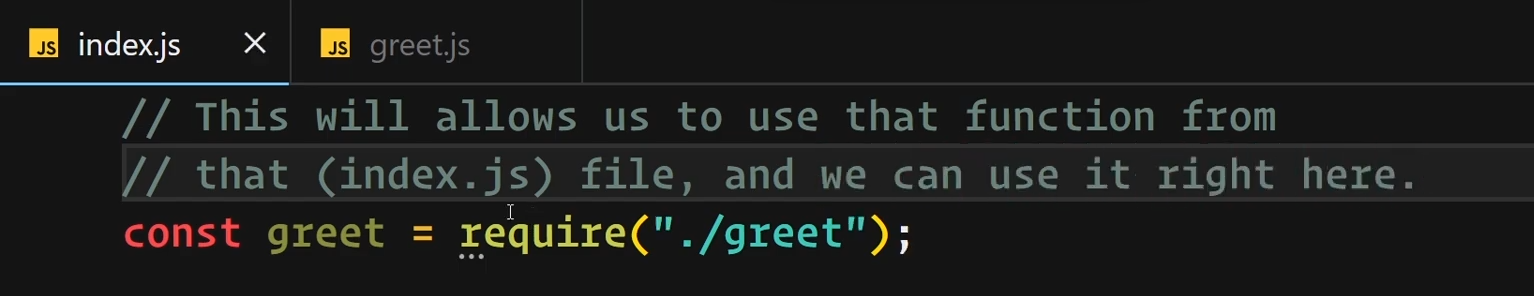 JS index.js
JS greet.js
// This will allows us to use that function from
// that (index.js) file, and we can use it right here.
const greet = require("./greet");